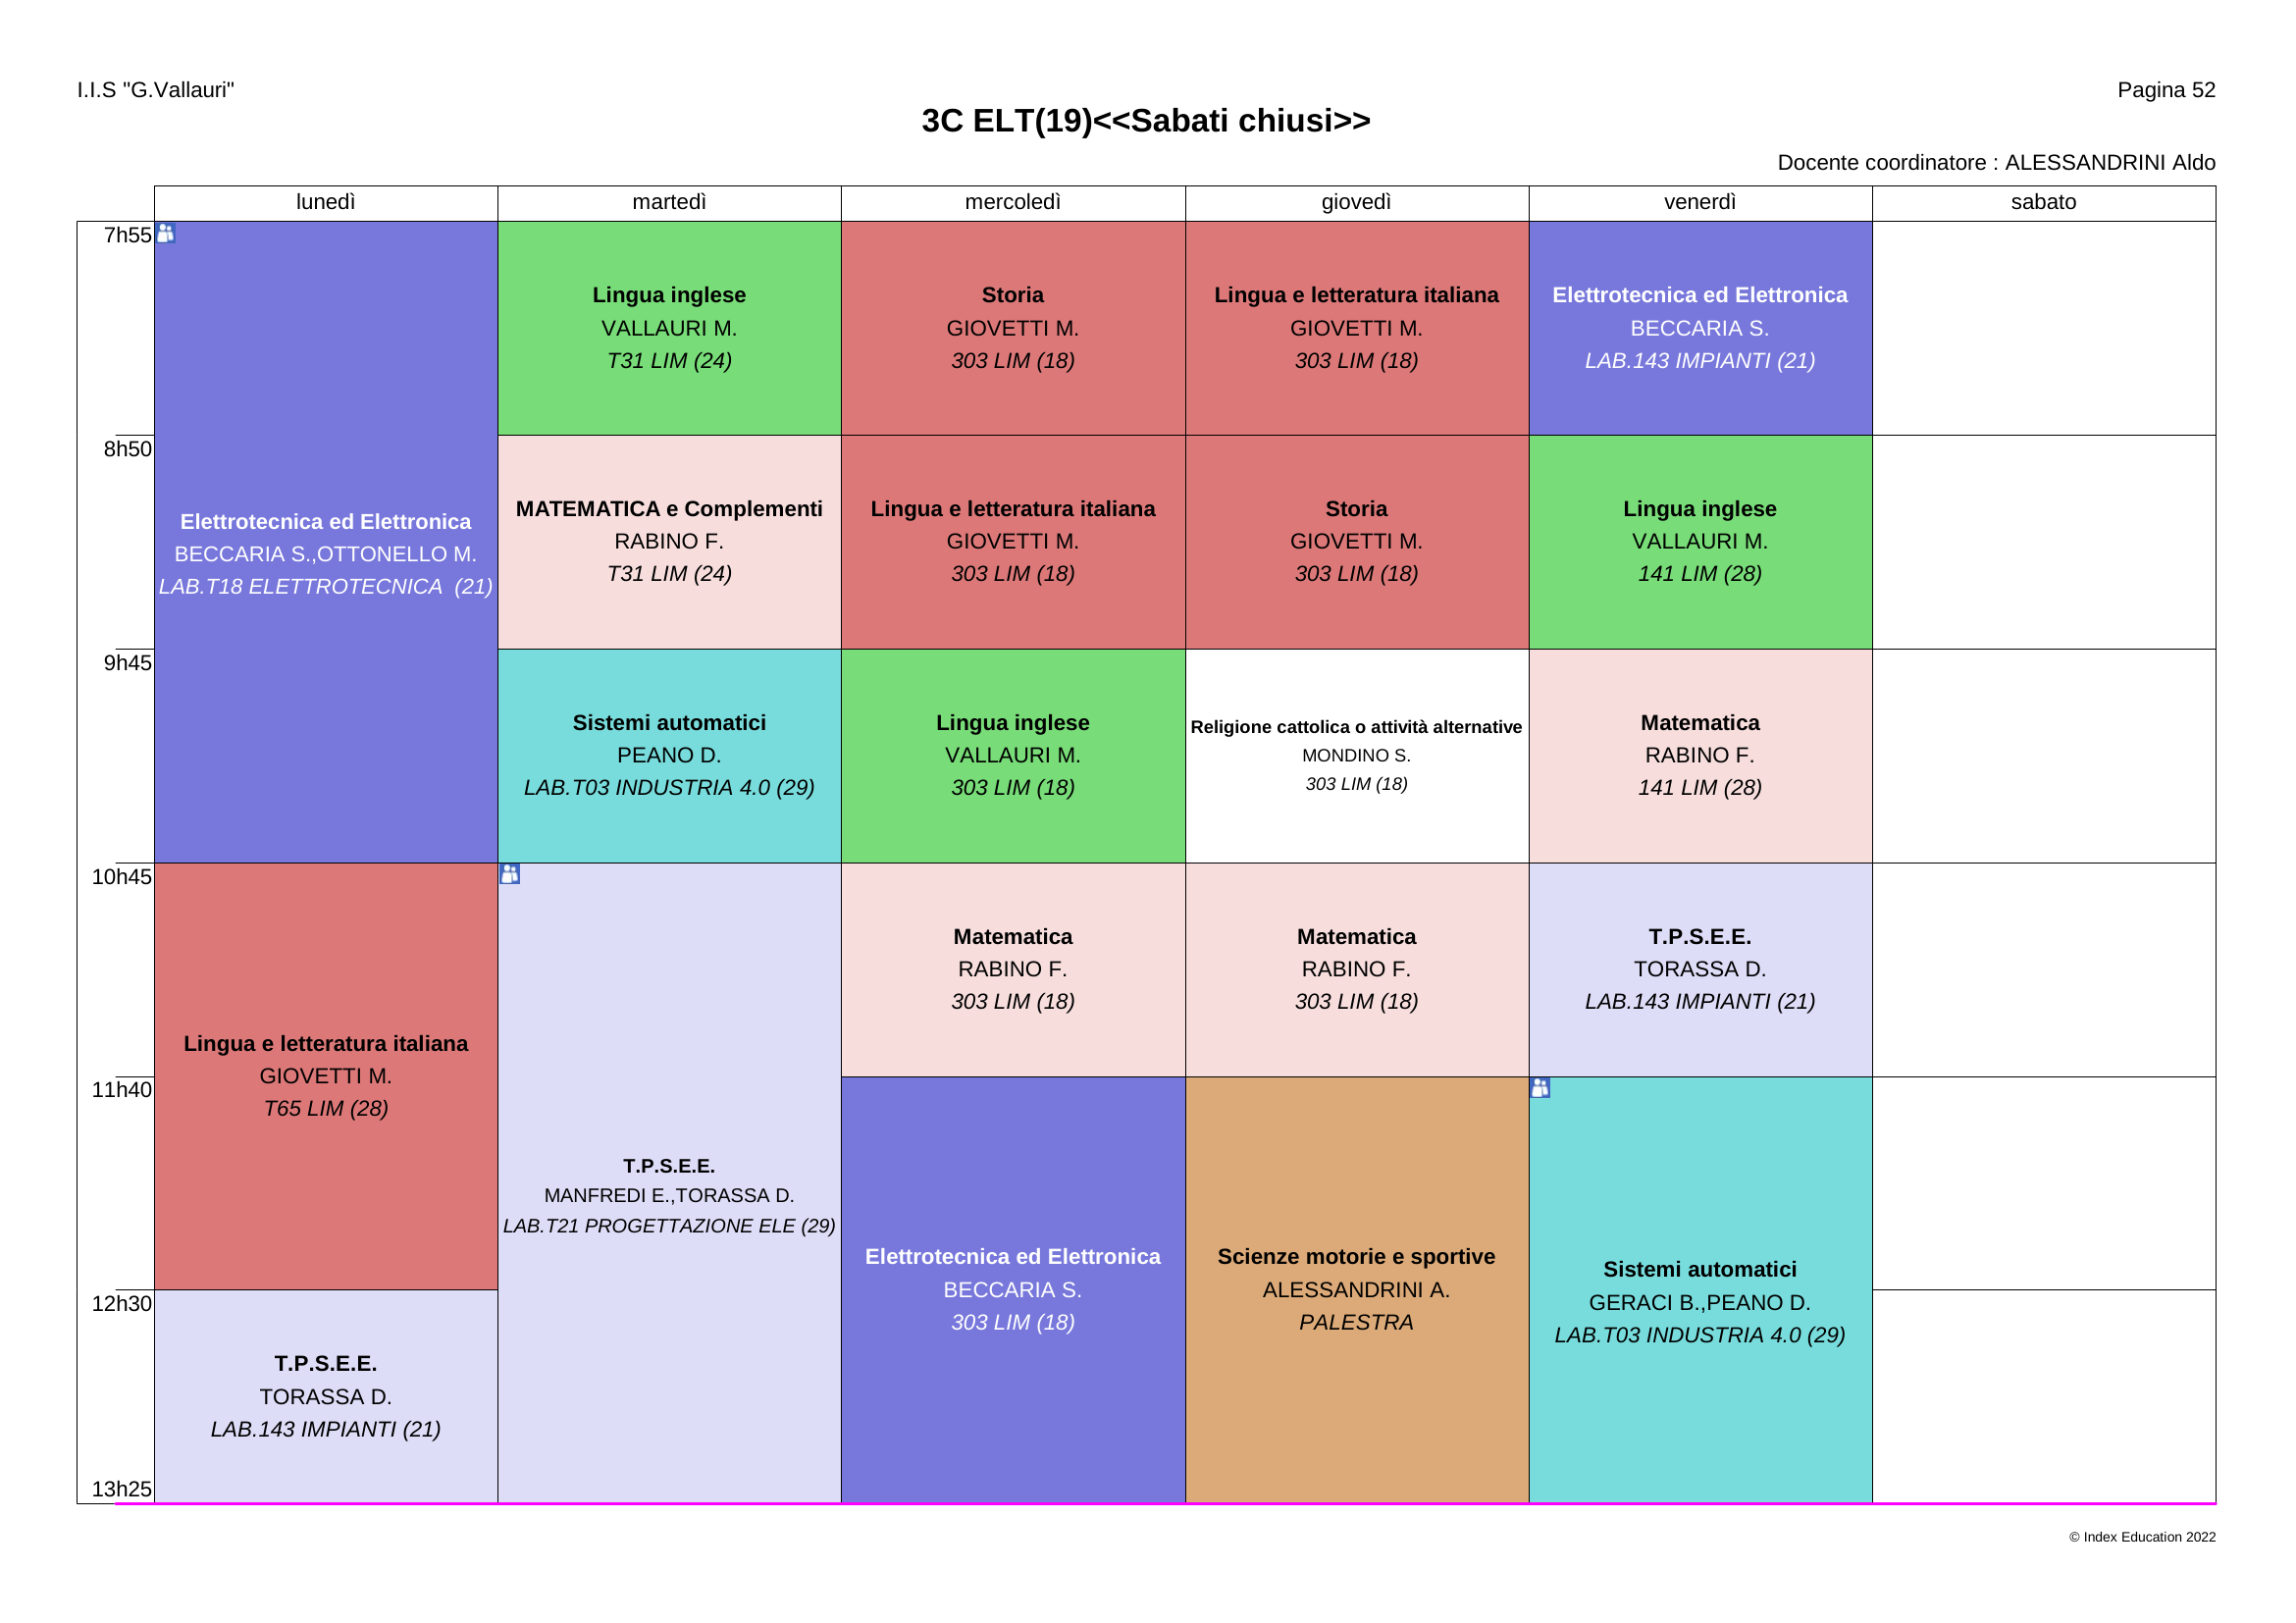 I.I.S "G.Vallauri"
Pagina 52
3C ELT(19)<<Sabati chiusi>>
Docente coordinatore : ALESSANDRINI Aldo
lunedì
martedì
mercoledì
giovedì
venerdì
sabato
7h55
Lingua inglese
VALLAURI M.
T31 LIM (24)
Storia
GIOVETTI M.
303 LIM (18)
Lingua e letteratura italiana
GIOVETTI M.
303 LIM (18)
Elettrotecnica ed Elettronica
BECCARIA S.
LAB.143 IMPIANTI (21)
8h50
Elettrotecnica ed Elettronica
BECCARIA S.,OTTONELLO M.
LAB.T18 ELETTROTECNICA  (21)
MATEMATICA e Complementi
RABINO F.
T31 LIM (24)
Lingua e letteratura italiana
GIOVETTI M.
303 LIM (18)
Storia
GIOVETTI M.
303 LIM (18)
Lingua inglese
VALLAURI M.
141 LIM (28)
9h45
Sistemi automatici
PEANO D.
LAB.T03 INDUSTRIA 4.0 (29)
Lingua inglese
VALLAURI M.
303 LIM (18)
Religione cattolica o attività alternative
MONDINO S.
303 LIM (18)
Matematica
RABINO F.
141 LIM (28)
10h45
Lingua e letteratura italiana
GIOVETTI M.
T65 LIM (28)
Matematica
RABINO F.
303 LIM (18)
Matematica
RABINO F.
303 LIM (18)
T.P.S.E.E.
TORASSA D.
LAB.143 IMPIANTI (21)
11h40
T.P.S.E.E.
MANFREDI E.,TORASSA D.
LAB.T21 PROGETTAZIONE ELE (29)
Elettrotecnica ed Elettronica
BECCARIA S.
303 LIM (18)
Scienze motorie e sportive
ALESSANDRINI A.
PALESTRA
Sistemi automatici
GERACI B.,PEANO D.
LAB.T03 INDUSTRIA 4.0 (29)
12h30
T.P.S.E.E.
TORASSA D.
LAB.143 IMPIANTI (21)
13h25
© Index Education 2022